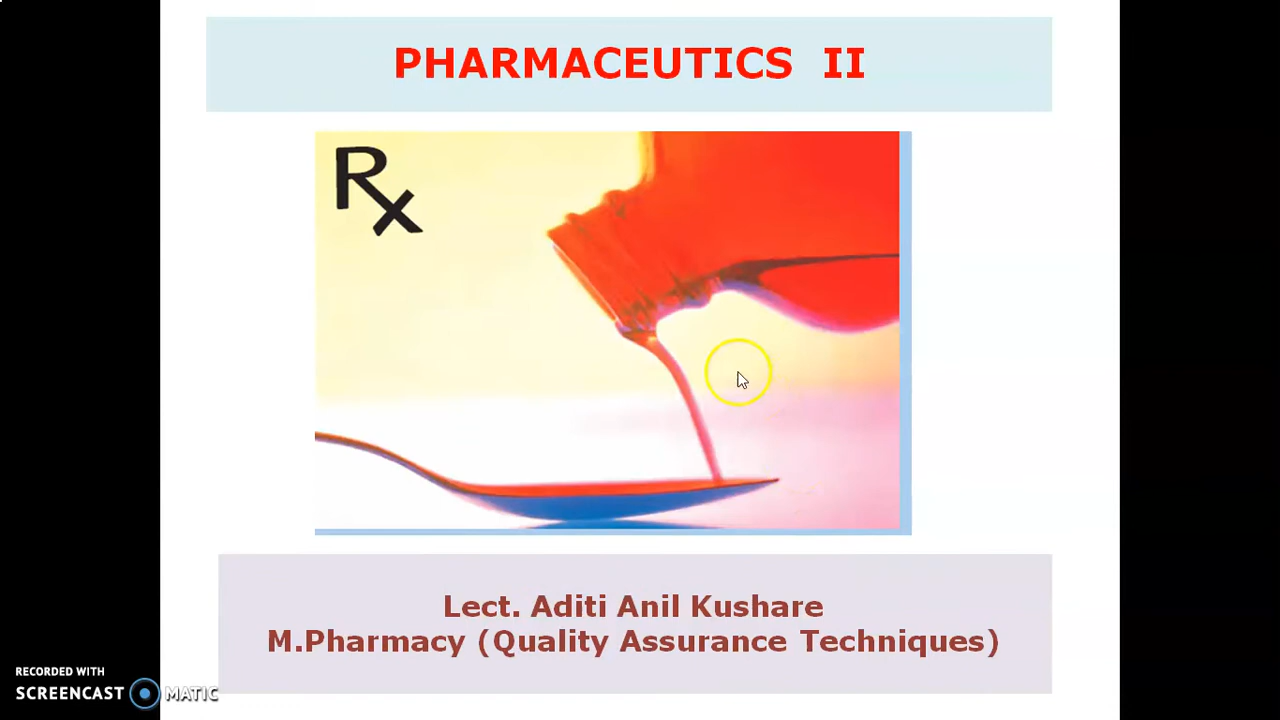 PHARMACEUTICS II
Rx
Lect. Aditi Anil Kushare
M.Pharmacy (Quality Assurance Techniques)
RECORDED WITH
SCREENCAST MATIC